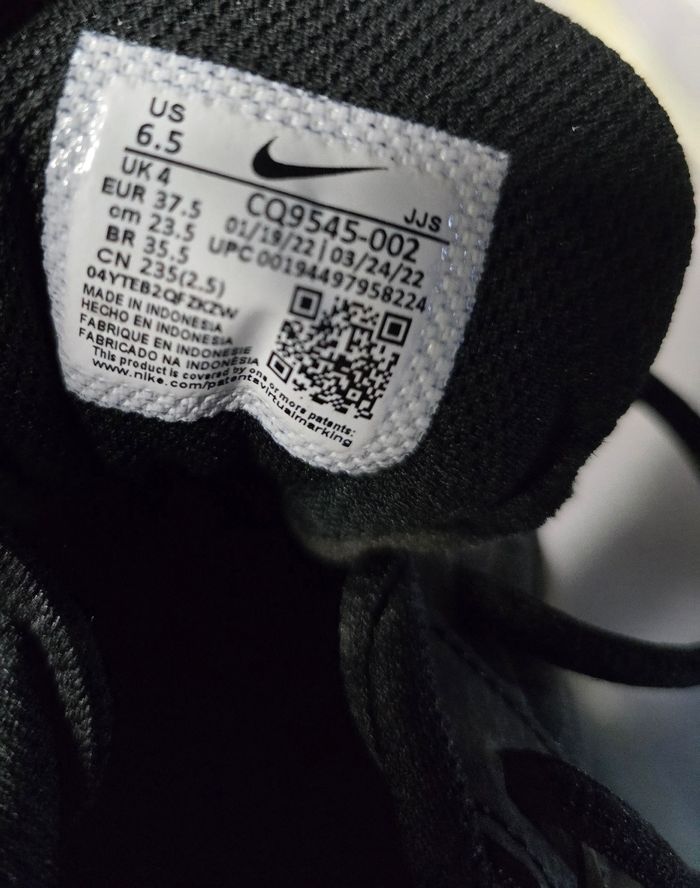 US
6.5
UK 4
EUR 37.5
cm 23.5
BR 35.5
CN 235(2.5)
04YTEB2QFZKZW
MADE IN INDONESIA
HECHO EN INDONESIA
FABRIQUE EN INDONESIE
FABRICADO NA INDONÉSIA
This product is covered by one or more patents:
www.nike.com/patentsvirtualmarking
JJS
CQ9545-002
01/19/22 | 03/24/22
UPC 00194497958224